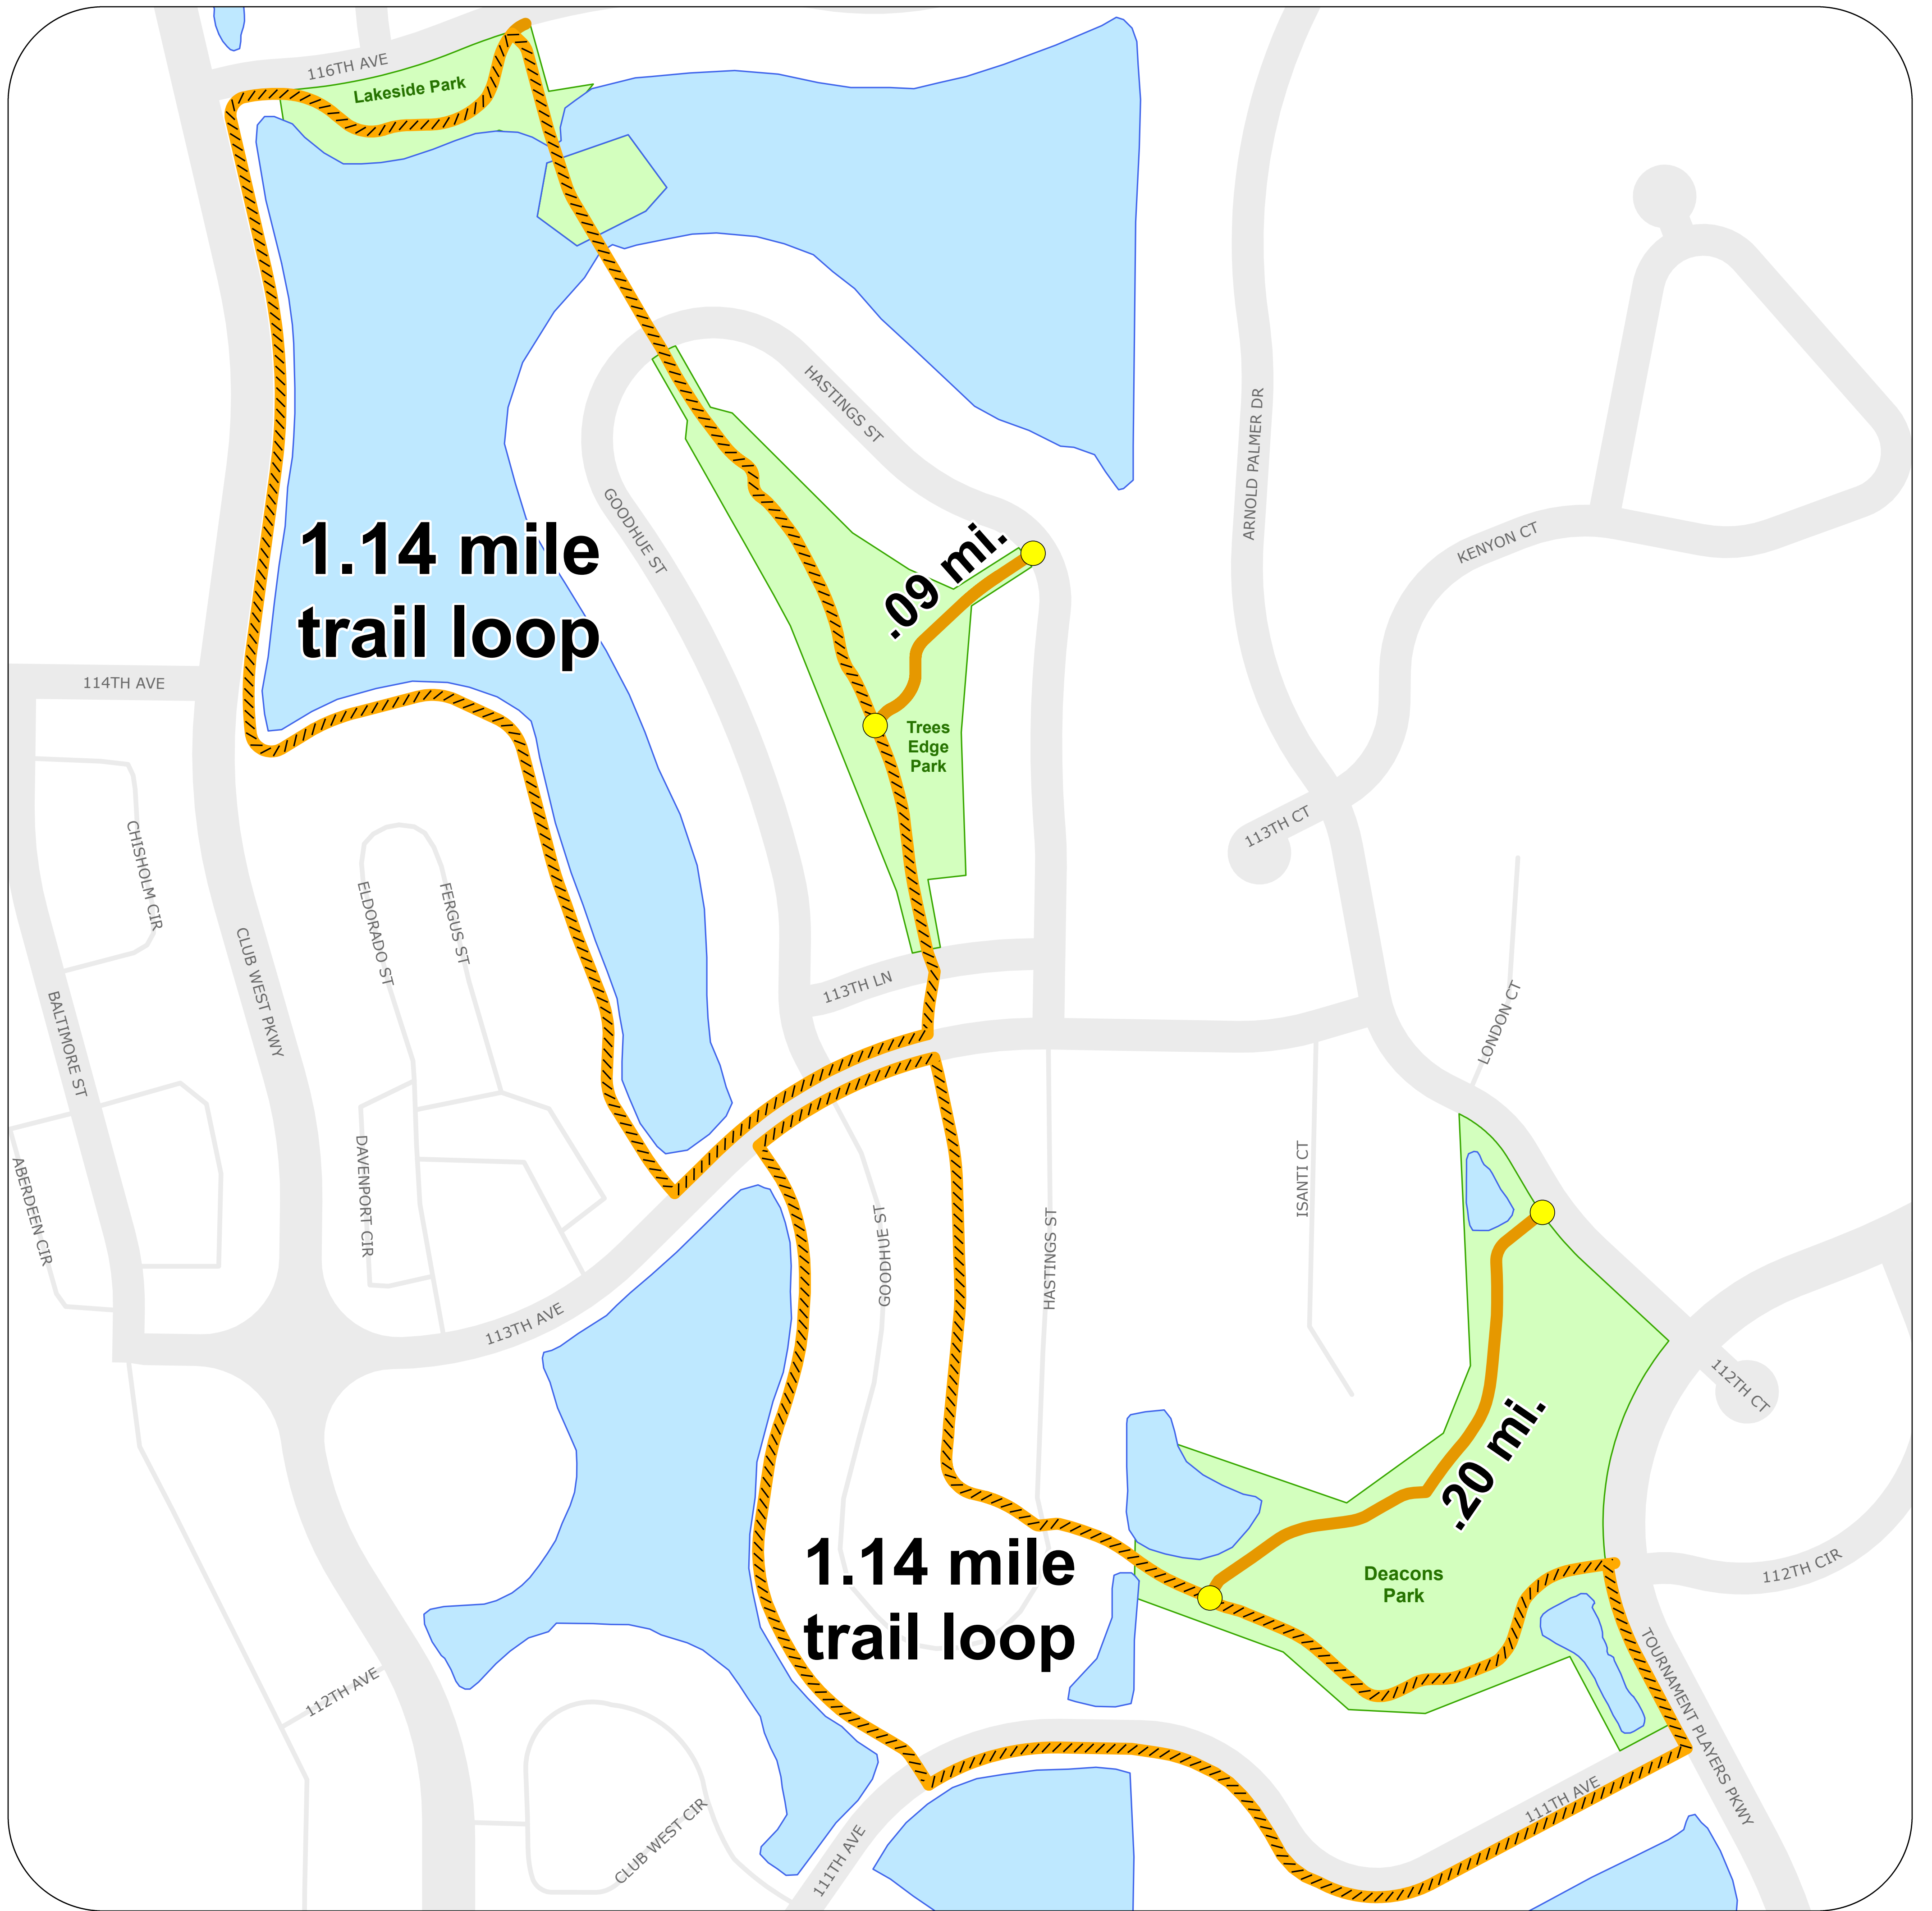 116TH AVE
Lakeside Park
HASTINGS ST
ARNOLD PALMER DR
KENYON CT
GOODHUE ST
1.14 mile
trail loop
.09 mi.
114TH AVE
Trees
Edge
Park
113TH CT
CHISHOLM CIR
ELDORADO ST
FERGUS ST
CLUB WEST PKWY
113TH LN
BALTIMORE ST
LONDON CT
ABERDEEN CIR
DAVENPORT CIR
GOODHUE ST
HASTINGS ST
ISANTI CT
113TH AVE
112TH CT
.20 mi.
1.14 mile
trail loop
Deacons
Park
112TH CIR
112TH AVE
TOURNAMENT PLAYERS PKWY
111TH AVE
CLUB WEST CIR
111TH AVE